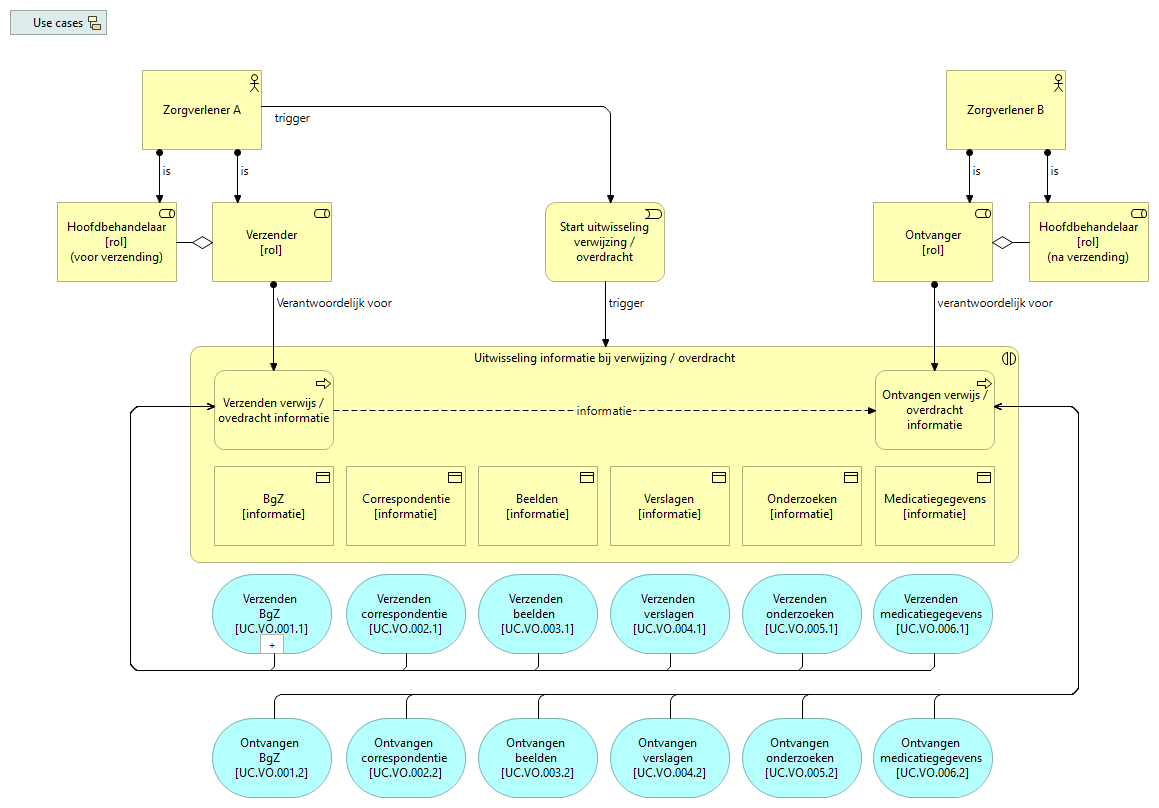 Use cases
Zorgverlener A
Zorgverlener B
trigger
is
is
is
is
Hoofdbehandelaar
[rol]
(voor verzending)
Verzender
[rol]
Start uitwisseling
verwijzing /
overdracht
Ontvanger
[rol]
Hoofdbehandelaar
[rol]
(na verzending)
Verantwoordelijk voor
trigger
verantwoordelijk voor
Uitwisseling informatie bij verwijzing / overdracht
Verzenden verwijs /
ovedracht informatie
informatie
Ontvangen verwijs /
overdracht
informatie
BgZ
[informatie]
Correspondentie
[informatie]
Beelden
[informatie]
Verslagen
[informatie]
Onderzoeken
[informatie]
Medicatiegegevens
[informatie]
Verzenden
BgZ
[UC.VO.001.1]
+
Verzenden
correspondentie
[UC.VO.002.1]
Verzenden
beelden
[UC.VO.003.1]
Verzenden
verslagen
[UC.VO.004.1]
Verzenden
onderzoeken
[UC.VO.005.1]
Verzenden
medicatiegegevens
[UC.VO.006.1]
Ontvangen
BgZ
[UC.VO.001.2]
Ontvangen
correspondentie
[UC.VO.002.2]
Ontvangen
beelden
[UC.VO.003.2]
Ontvangen
verslagen
[UC.VO.004.2]
Ontvangen
onderzoeken
[UC.VO.005.2]
Ontvangen
medicatiegegevens
[UC.VO.006.2]